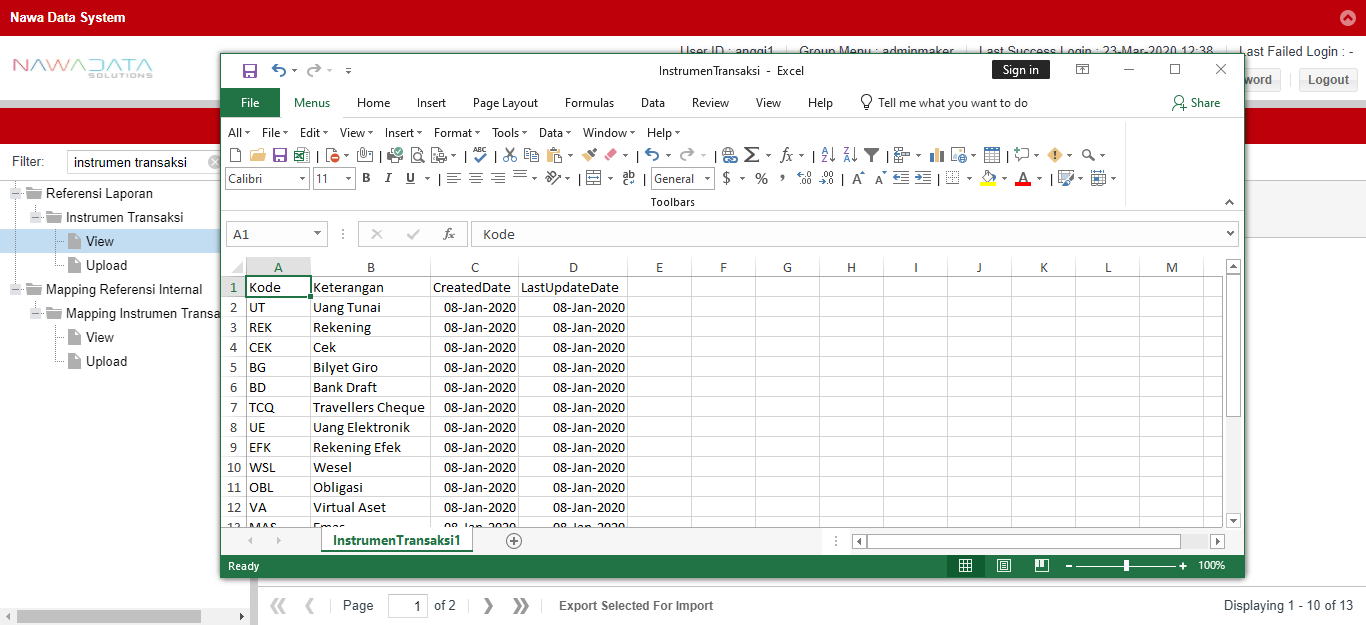 Nawa Data System
NAWADATA
SOLUTIONS
User ID : anggi1 Group Menu : adminmaker Last Success Login : 23-Mar-2020 12:38 Last Failed Login : -
Logout
InstrumenTransaksi - Excel
Sign in
File Menus Home Insert Page Layout Formulas Data Review View Help Tell me what you want to do Share
All File Edit View Insert Format Tools Data Window Help
Calibri 11 B I U General $ % ,
Toolbars
Filter: instrumen transaksi
Referensi Laporan
Instrumen Transaksi
View
Upload
Mapping Referensi Internal
Mapping Instrumen Transa
View
Upload
A1 fx Kode
A B C D E F G H I J K L M
1 Kode Keterangan CreatedDate LastUpdateDate
2 UT Uang Tunai 08-Jan-2020 08-Jan-2020
3 REK Rekening 08-Jan-2020 08-Jan-2020
4 CEK Cek 08-Jan-2020 08-Jan-2020
5 BG Bilyet Giro 08-Jan-2020 08-Jan-2020
6 BD Bank Draft 08-Jan-2020 08-Jan-2020
7 TCQ Travellers Cheque 08-Jan-2020 08-Jan-2020
8 UE Uang Elektronik 08-Jan-2020 08-Jan-2020
9 EFK Rekening Efek 08-Jan-2020 08-Jan-2020
10 WSL Wesel 08-Jan-2020 08-Jan-2020
11 OBL Obligasi 08-Jan-2020 08-Jan-2020
12 VA Virtual Aset 08-Jan-2020 08-Jan-2020
13 MAS Emas 08-Jan-2020 08-Jan-2020
InstrumenTransaksi1
Ready 100%
Page 1 of 2 Export Selected For Import Displaying 1 - 10 of 13